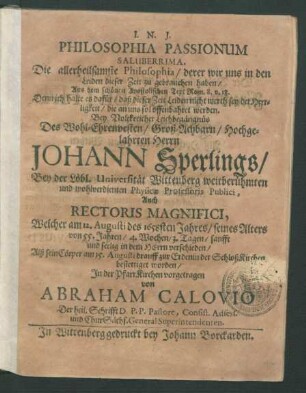 I. N. J.
PHILOSOPHIA PASSIONUM
SALUBERRIMA,
Die allerheilsamste Philosophia / derer wir uns in den
Leiden dieser Zeit zu gebrauchen haben /
Aus dem schönen Apostolischen Text Rom. 8. v. 18.
Denn ich halte es dafür / daß dieser Zeit Leiden nicht werth sey der Herr-
ligkeit / die an uns sol offenbahret werden.
Bey Volckreicher Leichbegängnüs
Des Wohl-Ehrenvesten / Groß-Achtbarn / Hochge-
lahrten Herrn
JOHANN Sperlings /
Bey der Löbl. Universität Wittenberg weitberühmten
und wohlverdienten Physices Professoris Publici,
Auch
RECTORIS MAGNIFICI,
Welcher am 12. Augusti des 1658sten Jahres / seines Alters
von 55. Jahren / 4. Wochen / 3. Tagen / sanfft
und seelig in dem HErrn verschieden /
Als sein Cörper am 15. Augusti drauff zur Erden in der Schloß-Kirchen
bestattet worden /
In der Pfarr-Kirchen vorgetragen
von
ABRAHAM CALOVIO
Der heil. Schrifft D. P. P. Pastore, Consist. Assess.
und Chur-Sächs. General Superintendenten.
In Wittenberg gedruckt bey Johann Borckarden.